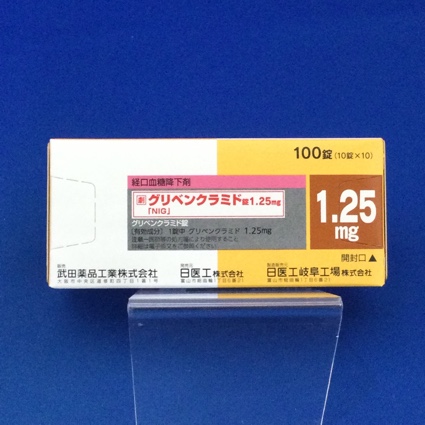 100錠(10錠×10)
経口血糖降下剤
劇 グリベンクラミド錠1.25mg
「NIG」
1.25
mg
グリベンクラミド錠
[有効成分] 1錠中 グリベンクラミド 1.25mg
開封口▲
武田薬品工業株式会社
日医工株式会社
日医工岐阜工場株式会社